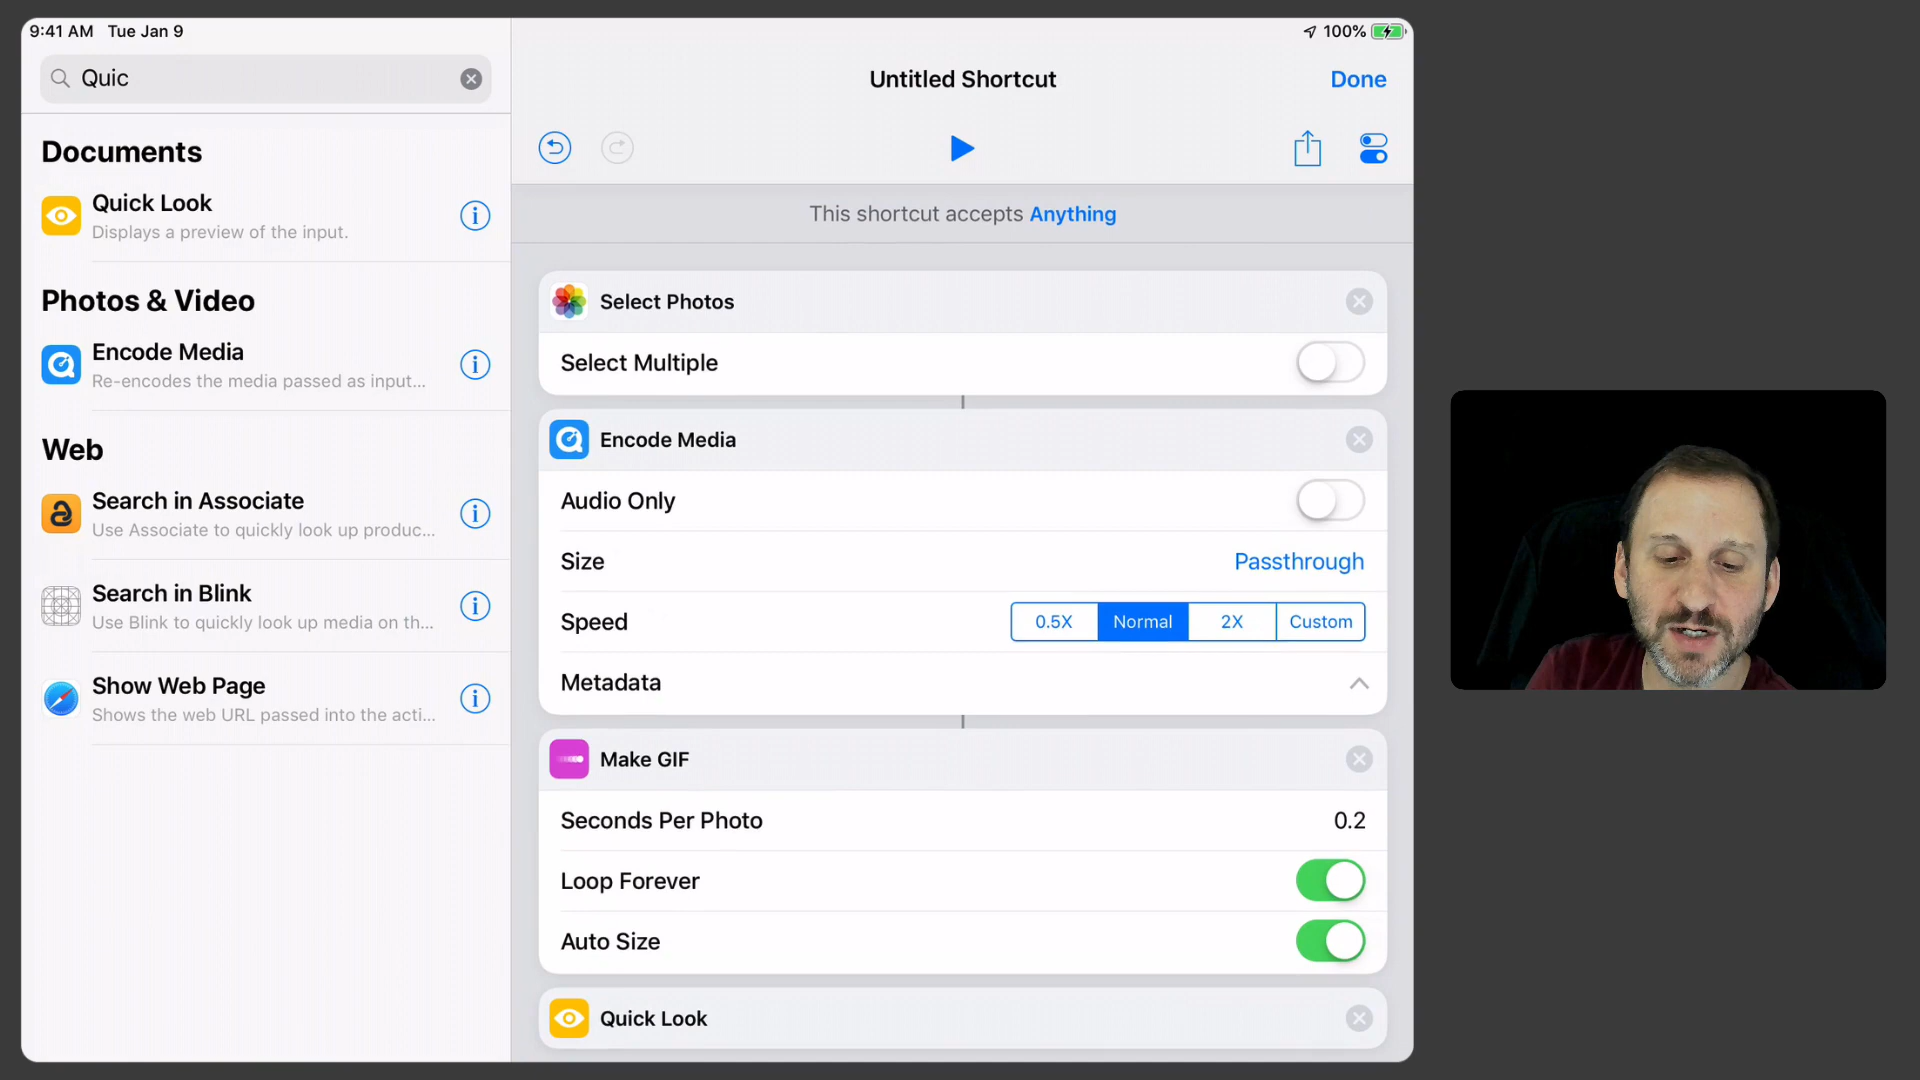 9:41 AM Tue Jan 9
100%
Quic
Documents
Quick Look
Displays a preview of the input.
Photos & Video
Encode Media
Re-encodes the media passed as input...
Web
Search in Associate
Use Associate to quickly look up produc...
Search in Blink
Use Blink to quickly look up media on th...
Show Web Page
Shows the web URL passed into the acti...
Untitled Shortcut
Done
This shortcut accepts Anything
Select Photos
Select Multiple
Encode Media
Audio Only
Size Passthrough
Speed 0.5X Normal 2X Custom
Metadata
Make GIF
Seconds Per Photo 0.2
Loop Forever
Auto Size
Quick Look